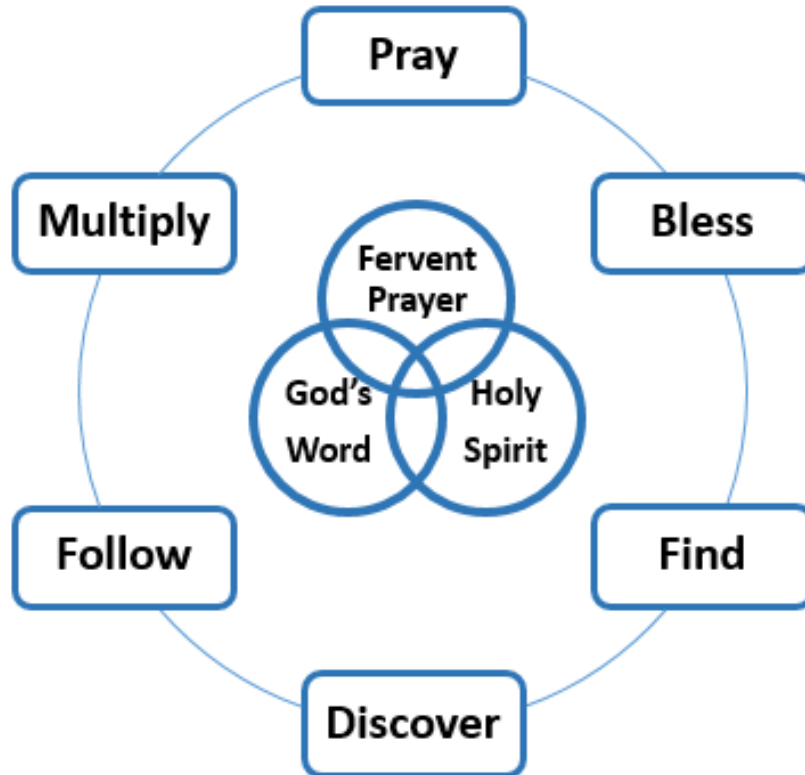 Pray
Multiply
Bless
Fervent
Prayer
God’s
Word
Holy
Spirit
Follow
Find
Discover